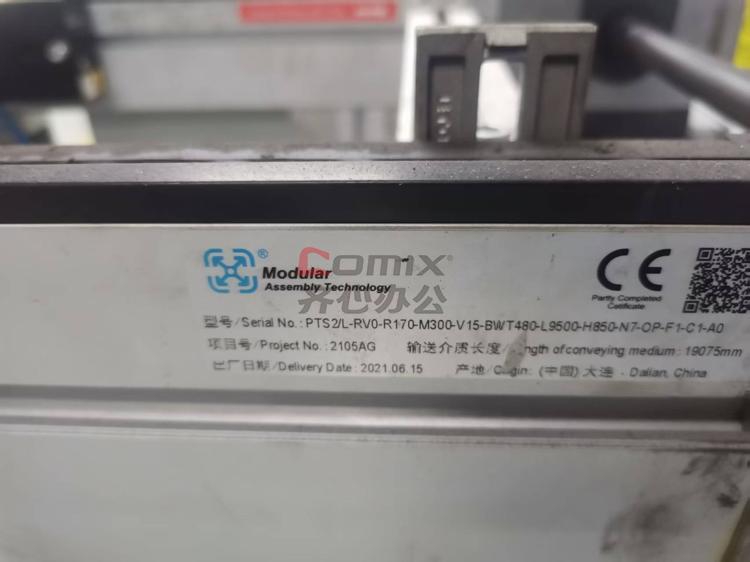 Modular
Assembly Technology
®
Comix®
齐心办公
CE
Partly Completed
Certificate
型号/Serial No.: PTS2/L-RV0-R170-M300-V15-BWT480-L9500-H850-N7-OP-F1-C1-A0
项目号/Project No.: 2105AG 输送介质长度 ngth of conveying medium: 19075mm
出厂日期/Delivery Date: 2021.06.15 产地/ gin: (中国) 大连 . Dalian, China